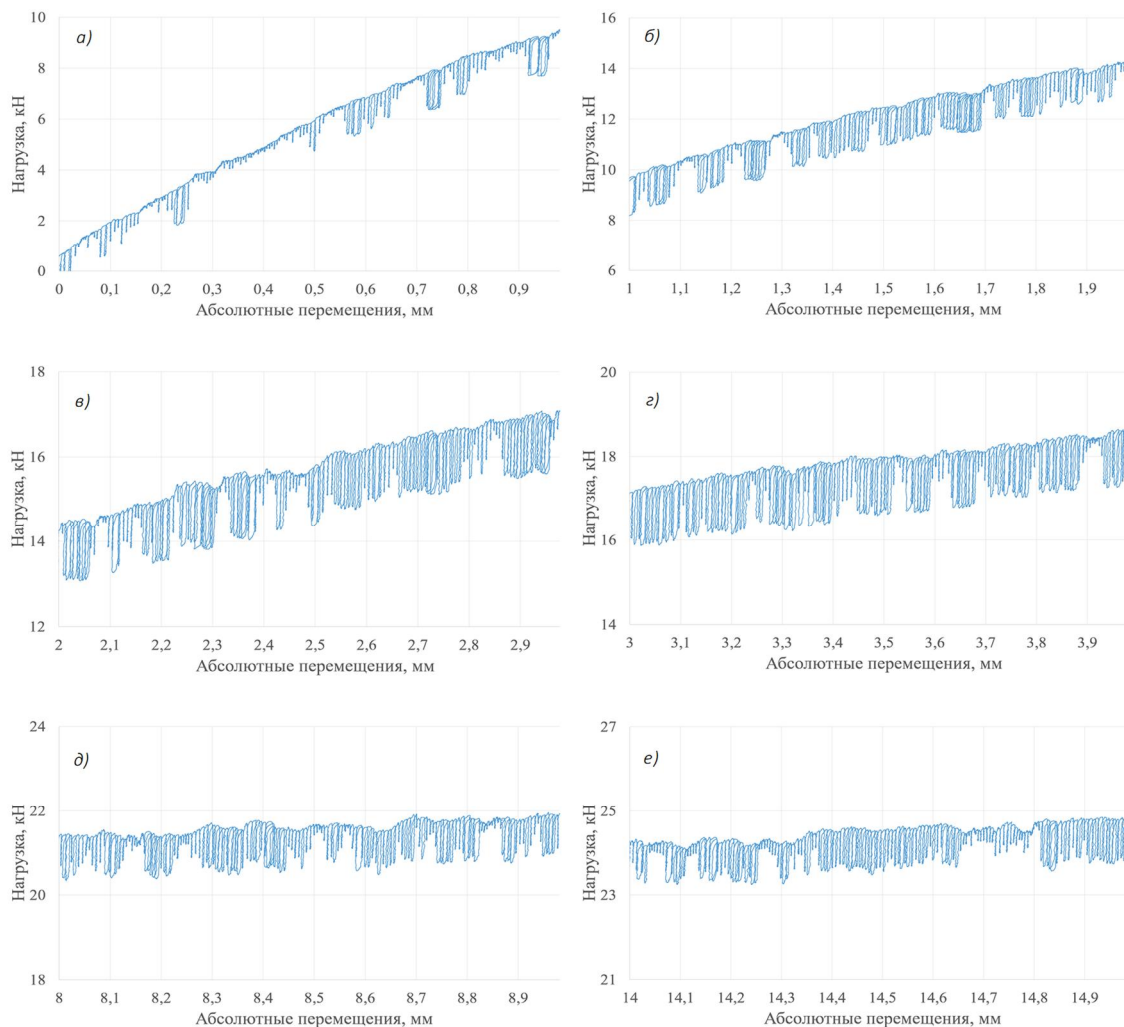 а)
Нагрузка, кН
10
8
6
4
2
0
0 0,1 0,2 0,3 0,4 0,5 0,6 0,7 0,8 0,9
Абсолютные перемещения, мм
б)
Нагрузка, кН
16
14
12
10
8
6
1 1,1 1,2 1,3 1,4 1,5 1,6 1,7 1,8 1,9
Абсолютные перемещения, мм
в)
Нагрузка, кН
18
16
14
12
2 2,1 2,2 2,3 2,4 2,5 2,6 2,7 2,8 2,9
Абсолютные перемещения, мм
г)
Нагрузка, кН
20
18
16
14
3 3,1 3,2 3,3 3,4 3,5 3,6 3,7 3,8 3,9
Абсолютные перемещения, мм
д)
Нагрузка, кН
24
22
20
18
8 8,1 8,2 8,3 8,4 8,5 8,6 8,7 8,8 8,9
Абсолютные перемещения, мм
е)
Нагрузка, кН
27
25
23
21
14 14,1 14,2 14,3 14,4 14,5 14,6 14,7 14,8 14,9
Абсолютные перемещения, мм